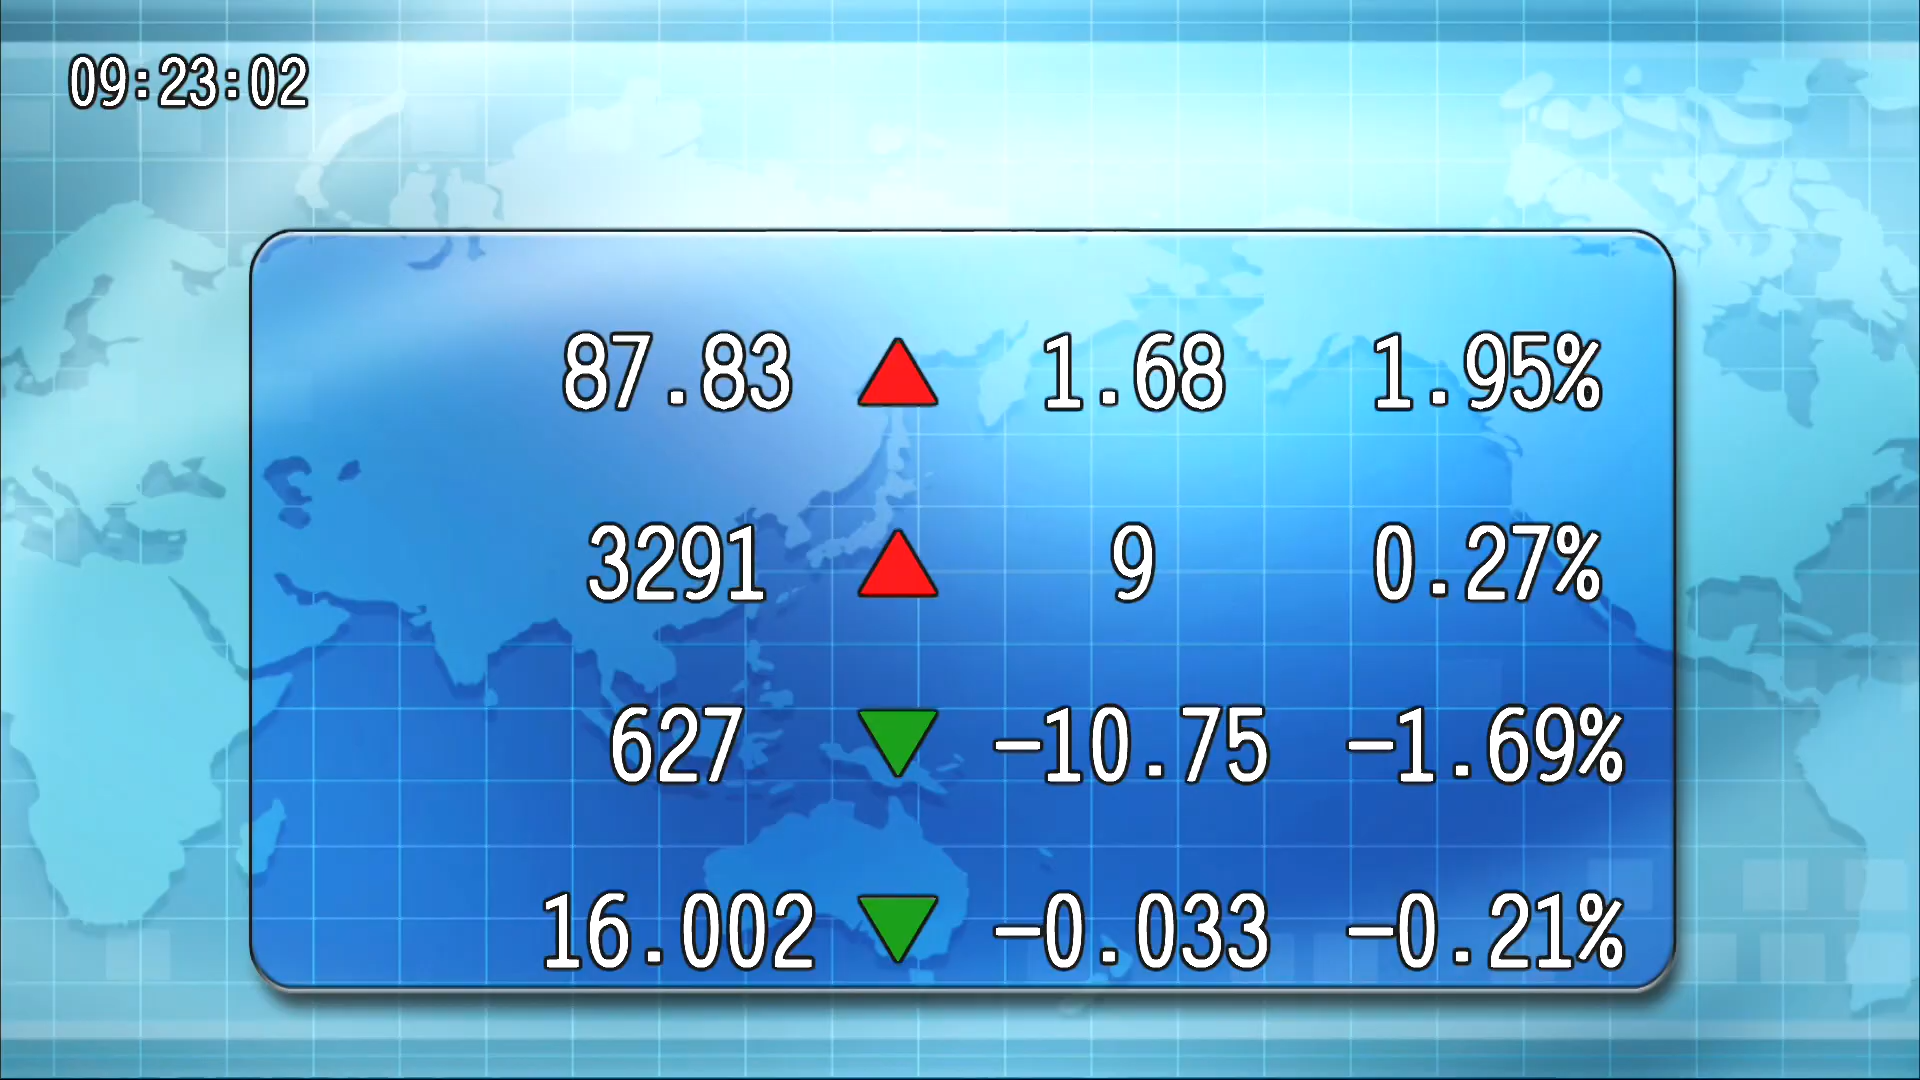 09:23:02
87.83 ▲ 1.68 1.95%
3291 ▲ 9 0.27%
627 ▼ −10.75 −1.69%
16.002 ▼ −0.033 −0.21%